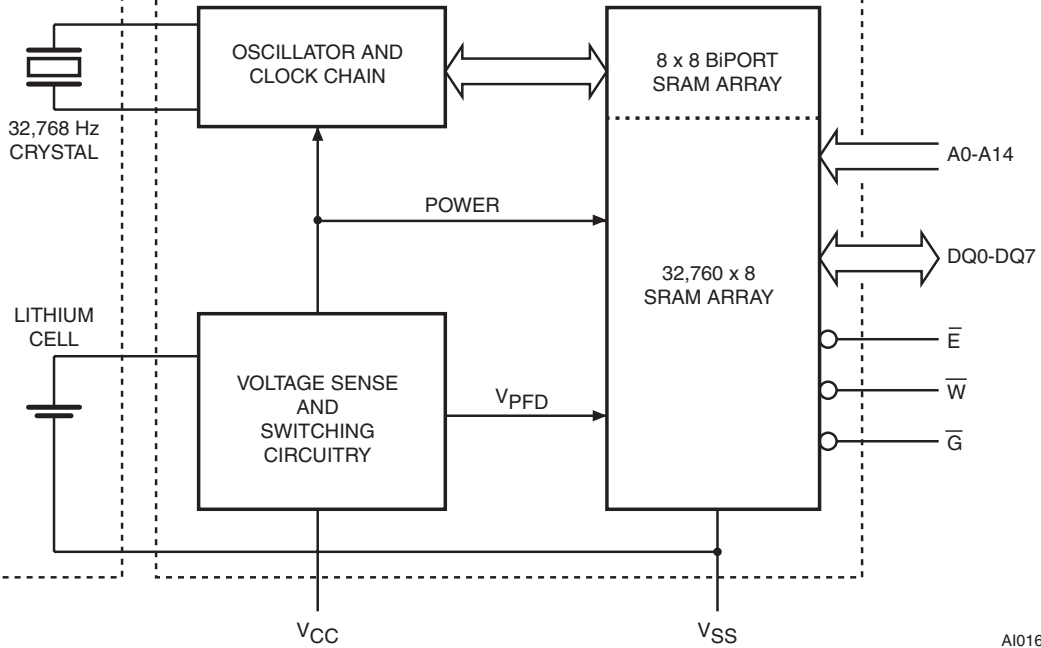 OSCILLATOR AND
CLOCK CHAIN
8 x 8 BiPORT
SRAM ARRAY
32,768 Hz
CRYSTAL
A0-A14
POWER
DQ0-DQ7
32,760 x 8
SRAM ARRAY
LITHIUM
CELL
E̅
VOLTAGE SENSE
AND
SWITCHING
CIRCUITRY
VPFD
W̅
G̅
VCC
VSS
AI016